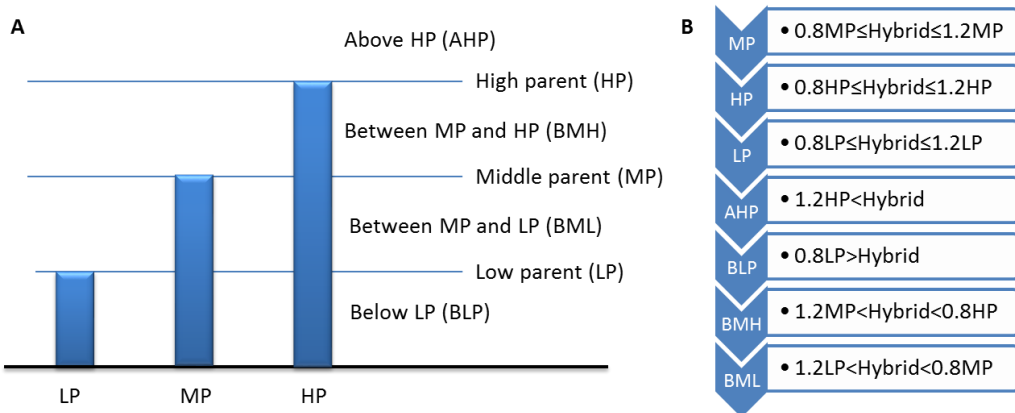 A
Above HP (AHP)
High parent (HP)
Between MP and HP (BMH)
Middle parent (MP)
Between MP and LP (BML)
Low parent (LP)
Below LP (BLP)
LP MP HP
B
MP • 0.8MP≤Hybrid≤1.2MP
HP • 0.8HP≤Hybrid≤1.2HP
LP • 0.8LP≤Hybrid≤1.2LP
AHP • 1.2HP<Hybrid
BLP • 0.8LP>Hybrid
BMH • 1.2MP<Hybrid<0.8HP
BML • 1.2LP<Hybrid<0.8MP